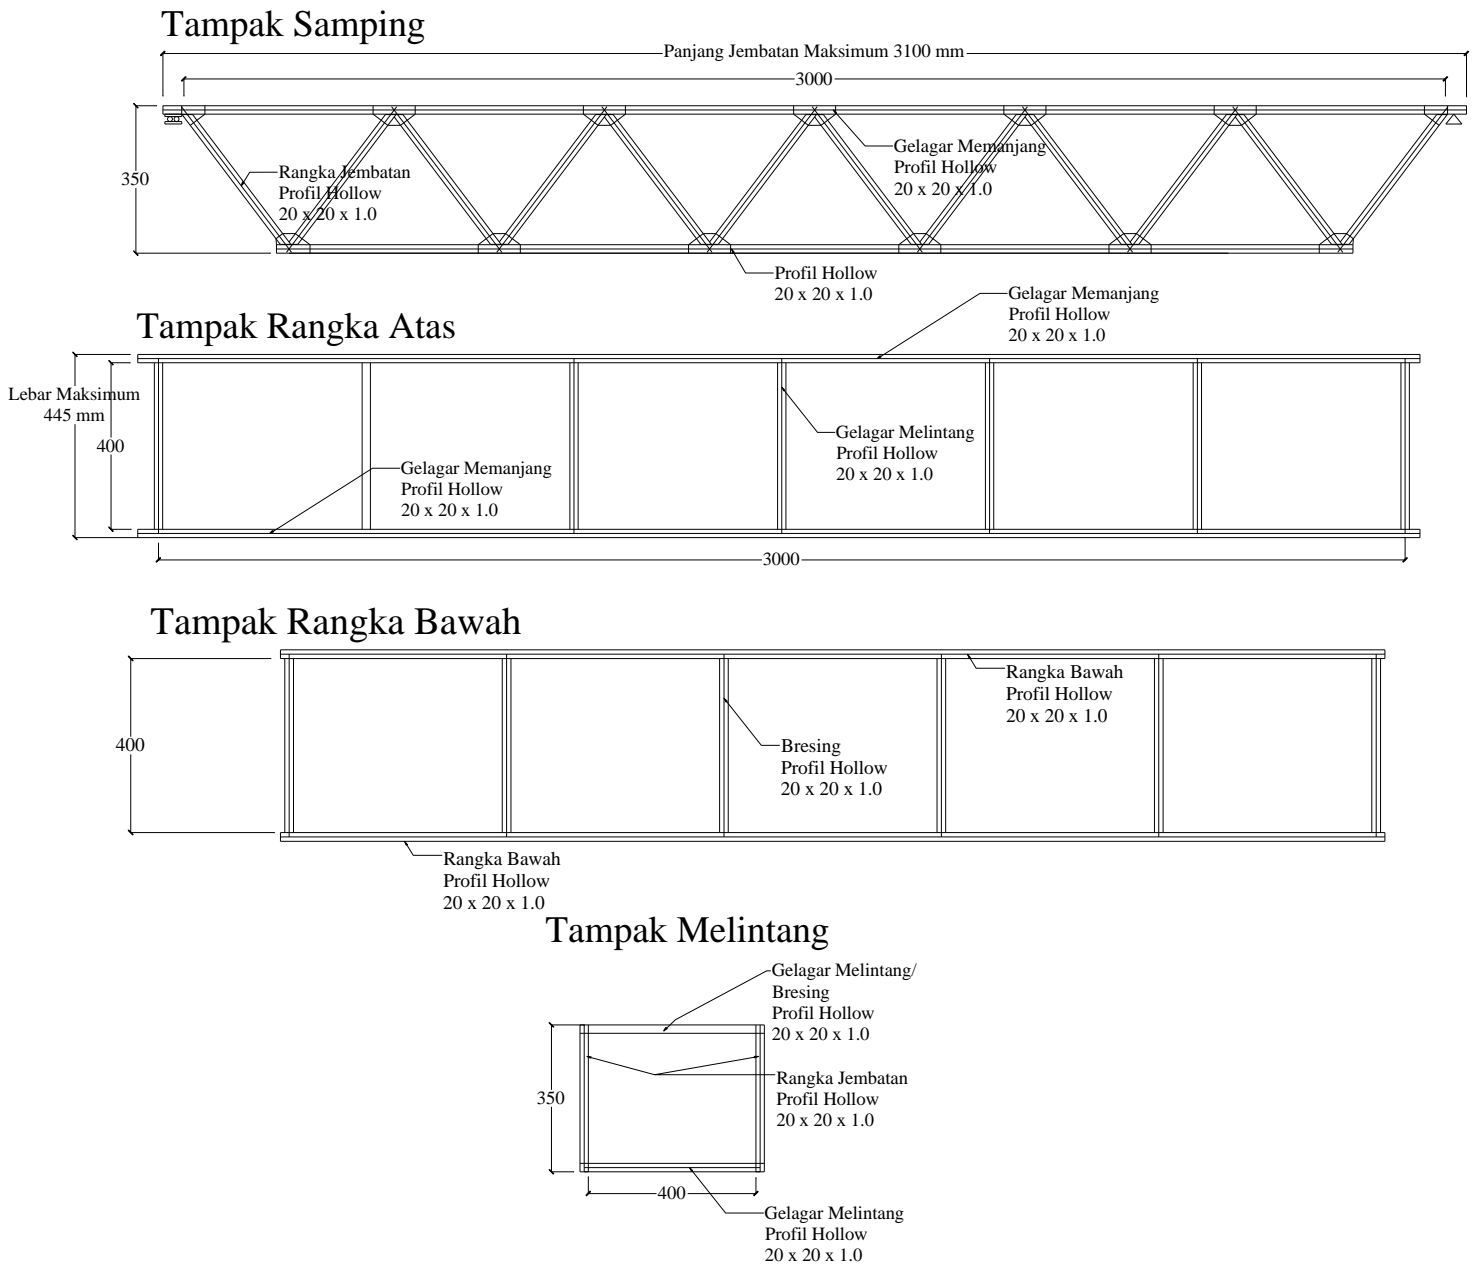 Tampak Samping
Panjang Jembatan Maksimum 3100 mm
3000
350
Rangka Jembatan
Profil Hollow
20 x 20 x 1.0
Gelagar Memanjang
Profil Hollow
20 x 20 x 1.0
Profil Hollow
20 x 20 x 1.0
Tampak Rangka Atas
Gelagar Memanjang
Profil Hollow
20 x 20 x 1.0
Lebar Maksimum
445 mm
400
Gelagar Melintang
Profil Hollow
20 x 20 x 1.0
Gelagar Memanjang
Profil Hollow
20 x 20 x 1.0
3000
Tampak Rangka Bawah
400
Rangka Bawah
Profil Hollow
20 x 20 x 1.0
Bresing
Profil Hollow
20 x 20 x 1.0
Rangka Bawah
Profil Hollow
20 x 20 x 1.0
Tampak Melintang
Gelagar Melintang/
Bresing
Profil Hollow
20 x 20 x 1.0
350
Rangka Jembatan
Profil Hollow
20 x 20 x 1.0
400
Gelagar Melintang
Profil Hollow
20 x 20 x 1.0